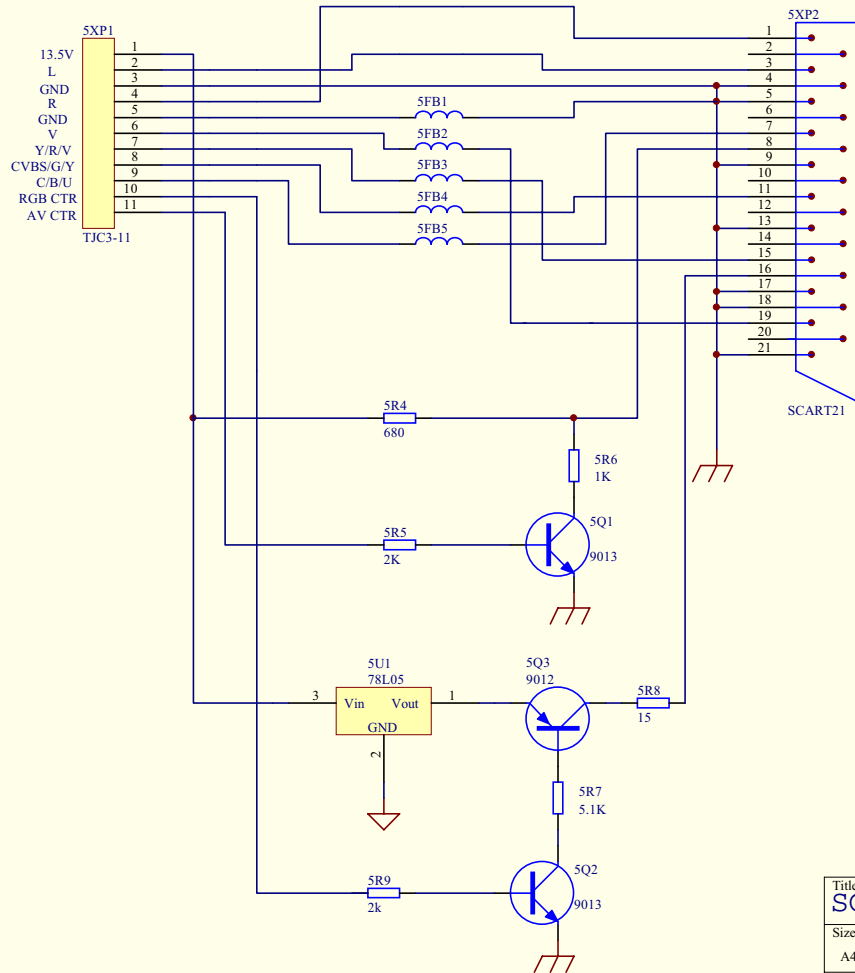 5XP1
5XP2
13.5V 1
L 2
GND 3
R 4
GND 5
V 6
Y/R/V 7
CVBS/G/Y 8
C/B/U 9
RGB CTR 10
AV CTR 11
TJC3-11
5FB1
5FB2
5FB3
5FB4
5FB5
1
2
3
4
5
6
7
8
9
10
11
12
13
14
15
16
17
18
19
20
21
SCART21
5R4
680
5R6
1K
5R5
2K
5Q1
9013
5U1
78L05
3 Vin Vout 1
GND
2
5Q3
9012
5R8
15
5R7
5.1K
5R9
2k
5Q2
9013
Title
SC
Size
A4